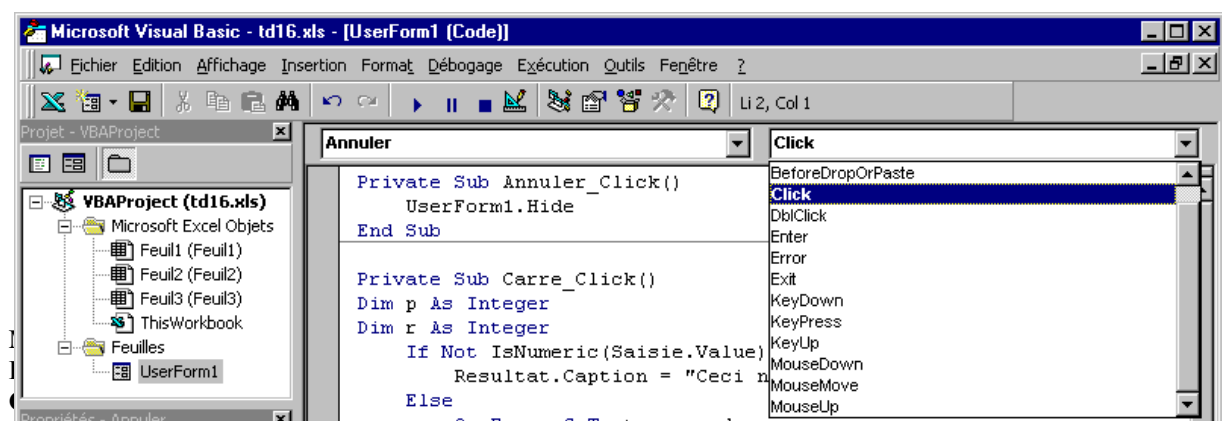 Microsoft Visual Basic - td16.xls - [UserForm1 (Code)]
Fichier Edition Affichage Insertion Format Débogage Exécution Outils Fenêtre ?
Li 2, Col 1
Projet - VBAProject
VBAProject (td16.xls)
Microsoft Excel Objets
Feuil1 (Feuil1)
Feuil2 (Feuil2)
Feuil3 (Feuil3)
ThisWorkbook
Feuilles
UserForm1
Propriétés - Annuler
Annuler
Click
Private Sub Annuler_Click()
UserForm1.Hide
End Sub
Private Sub Carre_Click()
Dim p As Integer
Dim r As Integer
If Not IsNumeric(Saisie.Value)
Resultat.Caption = "Ceci n
Else
BeforeDropOrPaste
Click
DblClick
Enter
Error
Exit
KeyDown
KeyPress
KeyUp
MouseDown
MouseMove
MouseUp